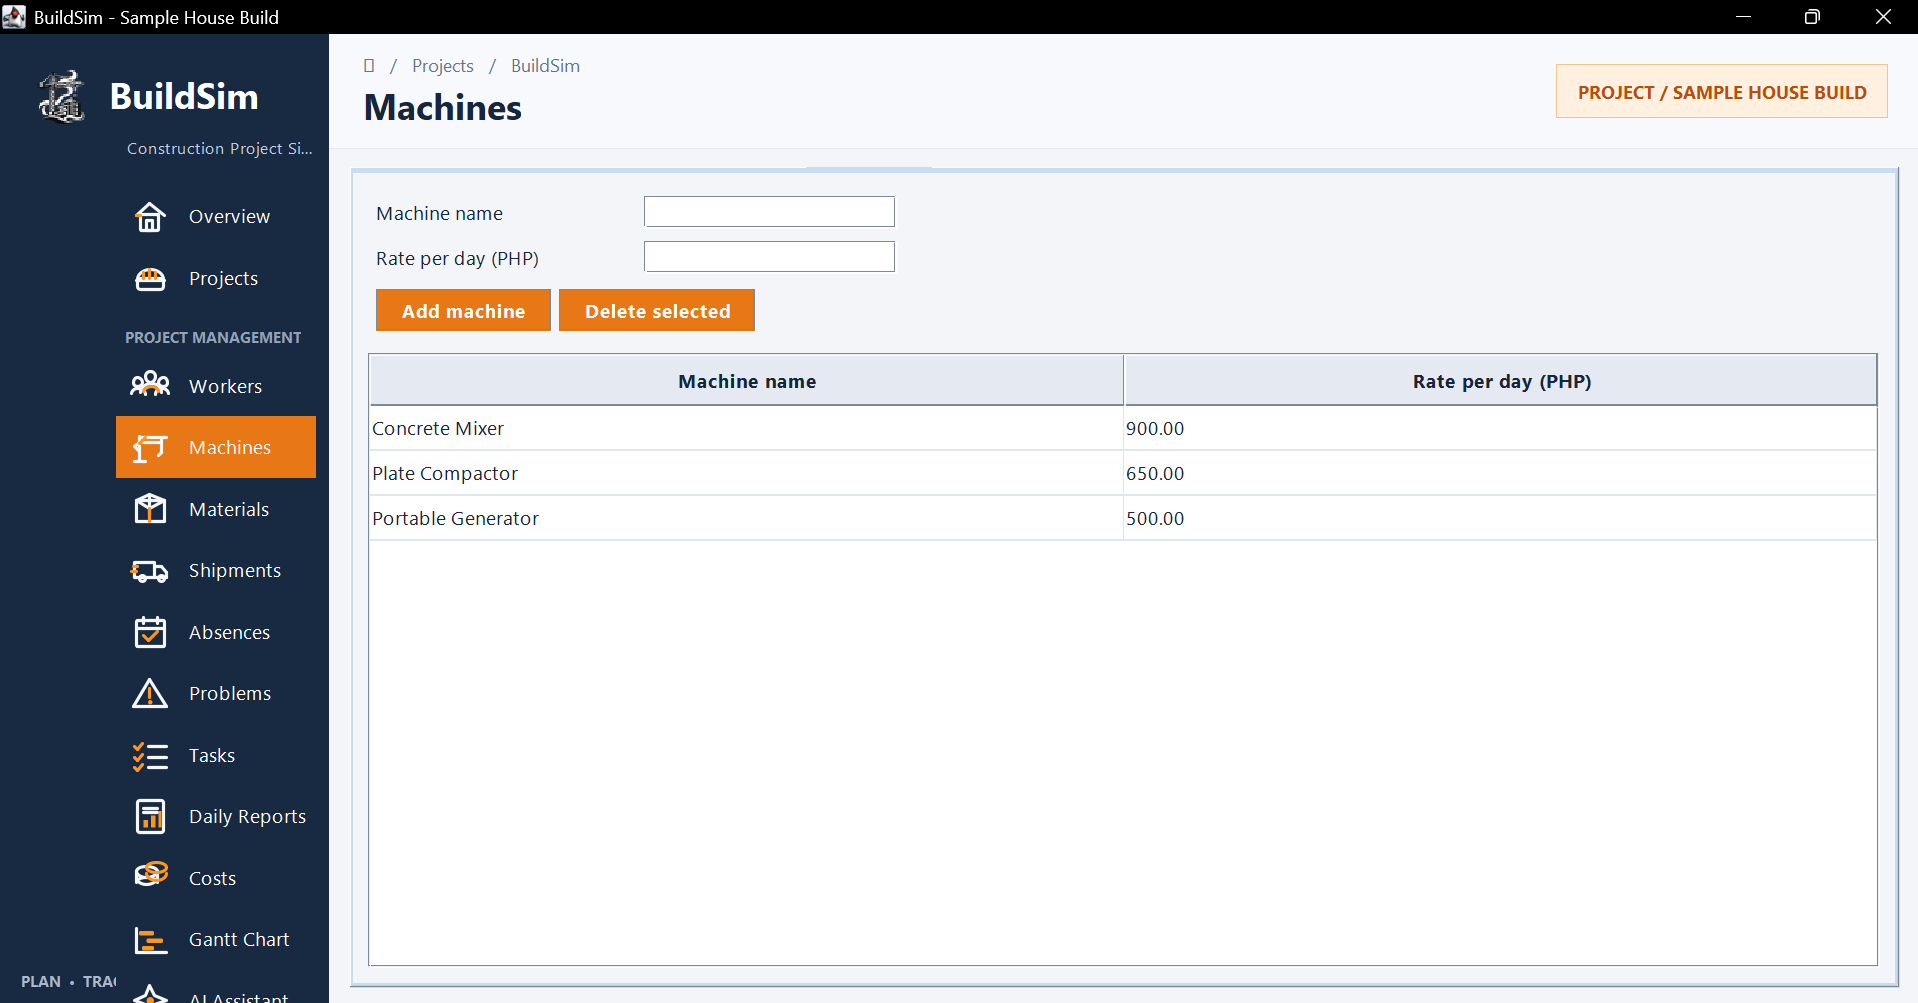 BuildSim - Sample House Build
BuildSim
Construction Project Si...
Overview
Projects
PROJECT MANAGEMENT
Workers
Machines
Materials
Shipments
Absences
Problems
Tasks
Daily Reports
Costs
Gantt Chart
AI Assistant
PLAN • TRAC
/ Projects / BuildSim
Machines
PROJECT / SAMPLE HOUSE BUILD
Machine name
Rate per day (PHP)
Add machine Delete selected
Machine name Rate per day (PHP)
Concrete Mixer 900.00
Plate Compactor 650.00
Portable Generator 500.00